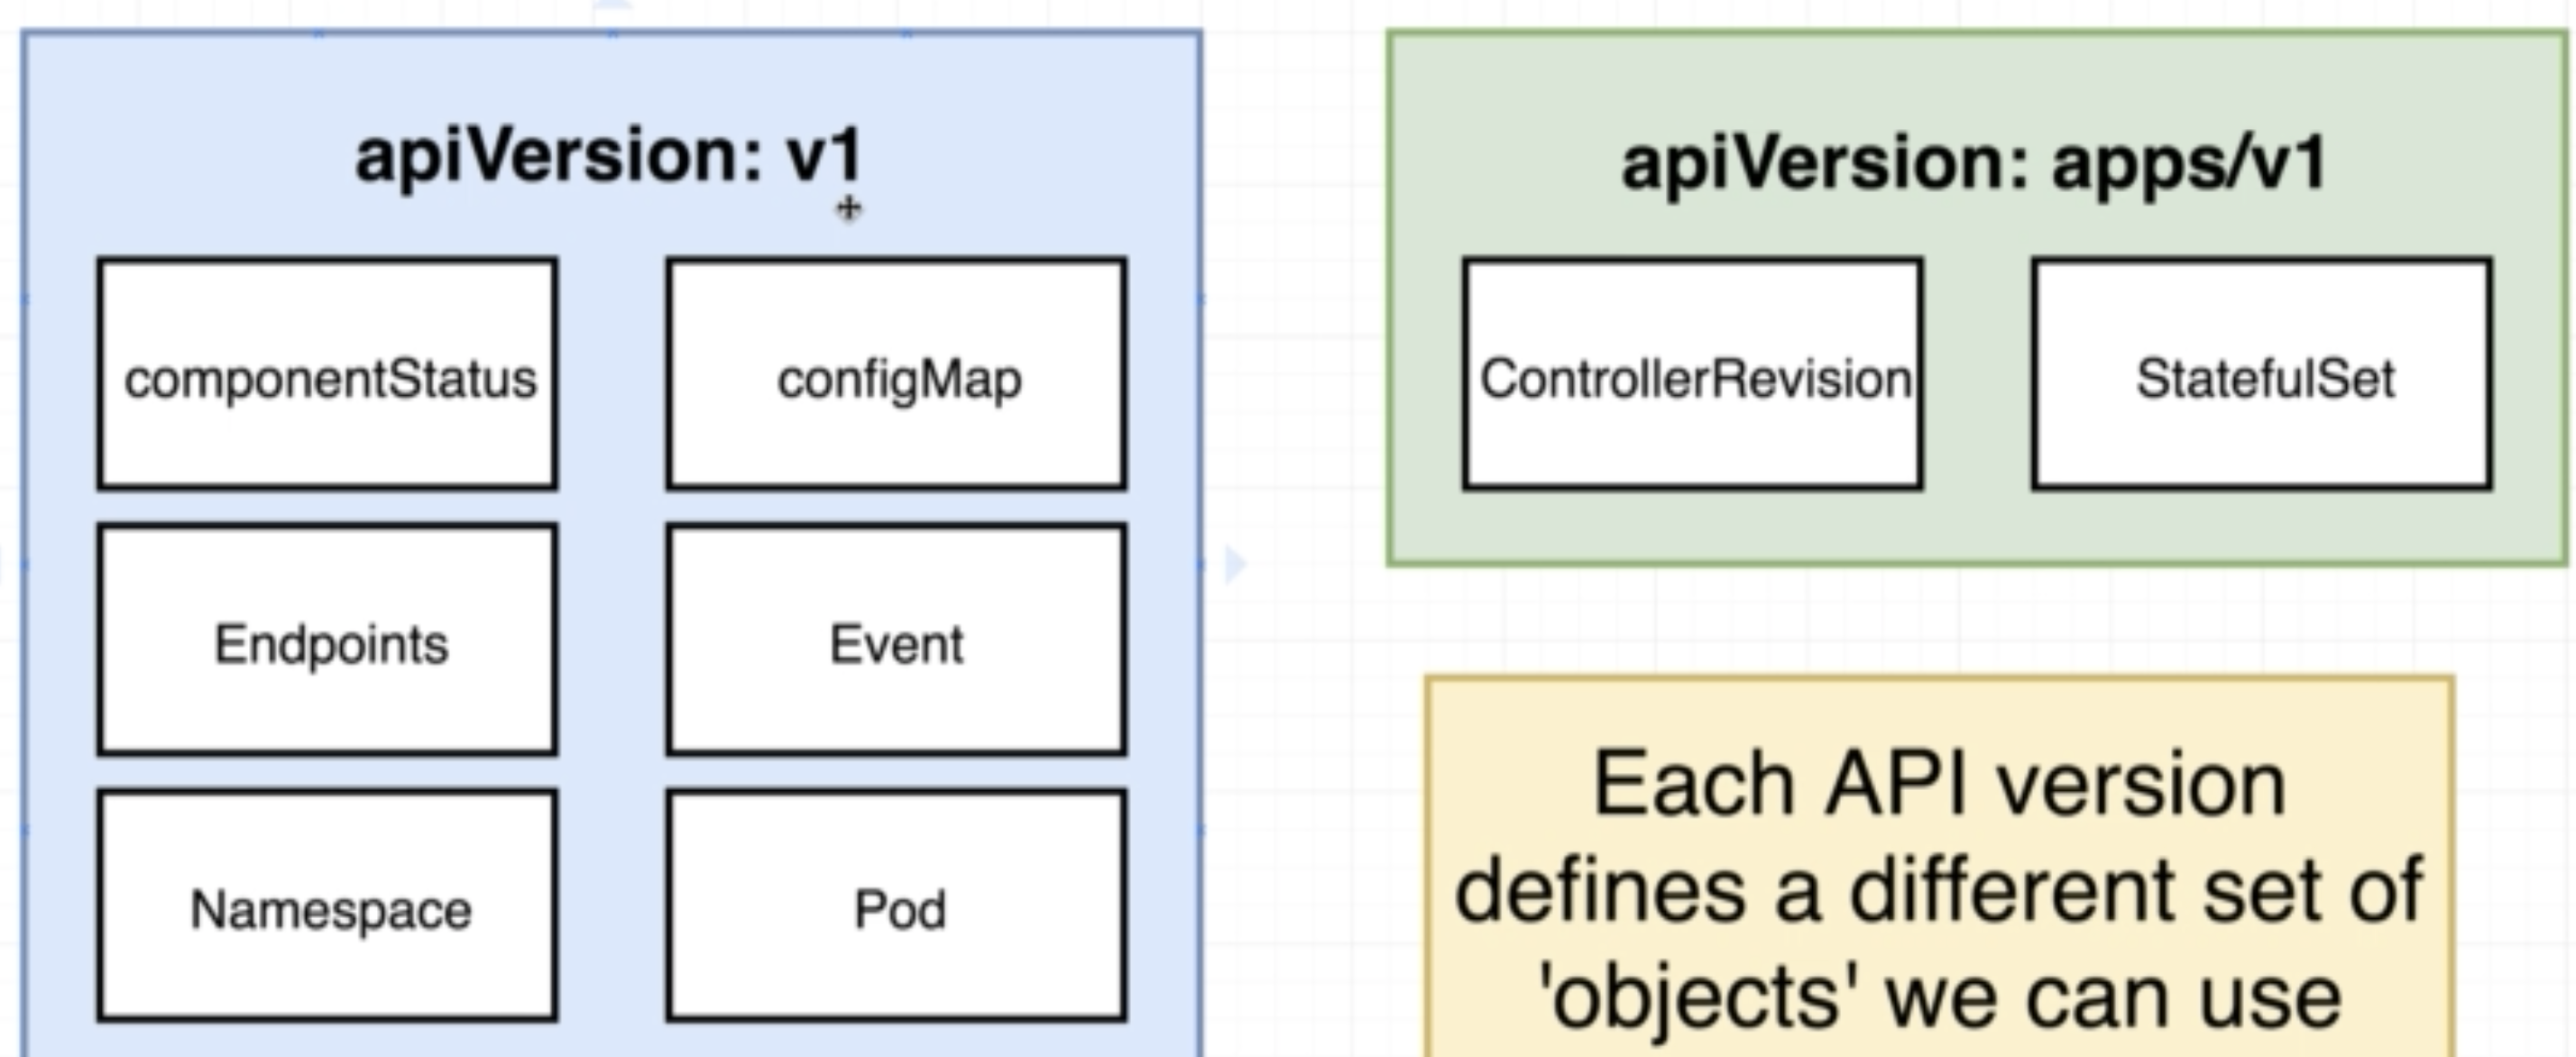 apiVersion: v1
componentStatus
configMap
Endpoints
Event
Namespace
Pod
apiVersion: apps/v1
ControllerRevision
StatefulSet
Each API version
defines a different set of
'objects' we can use